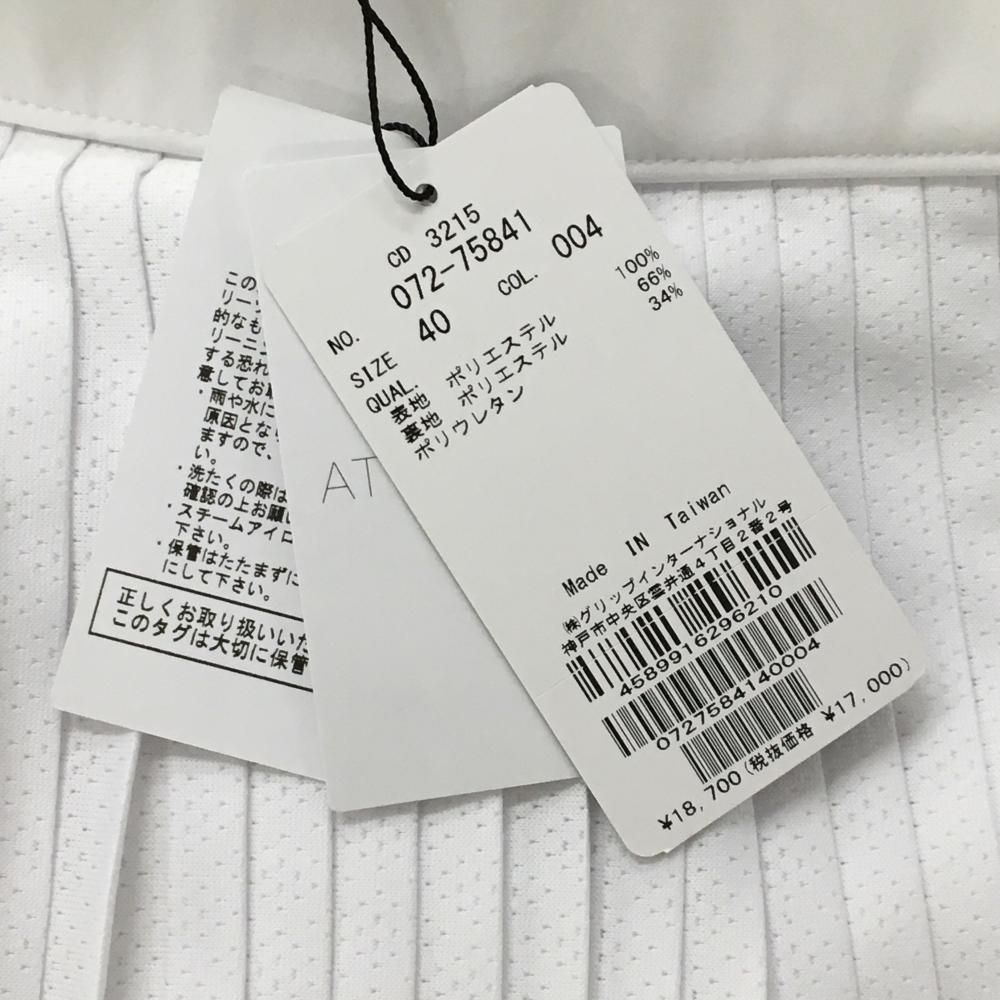 CD 3215
NO. 072-75841
SIZE 40 COL. 004
QUAL.
表地 ポリエステル 100%
裏地 ポリエステル 66%
ポリウレタン 34%
Made IN Taiwan
㈱グリップインターナショナル
神戸市中央区雲井通4丁目2番2号
4589916296210
0727584140004
¥18,700(税抜価格 ¥17,000)
AT
この
リー
的なも
リーニ
する恐れ
意してお
・雨や水に
原因とな
ますので、
い。
・洗たくの際は
確認の上お願
・スチームアイロ
下さい。
・保管はたたまずに
にして下さい。
正しくお取り扱いいた
このタグは大切に保管